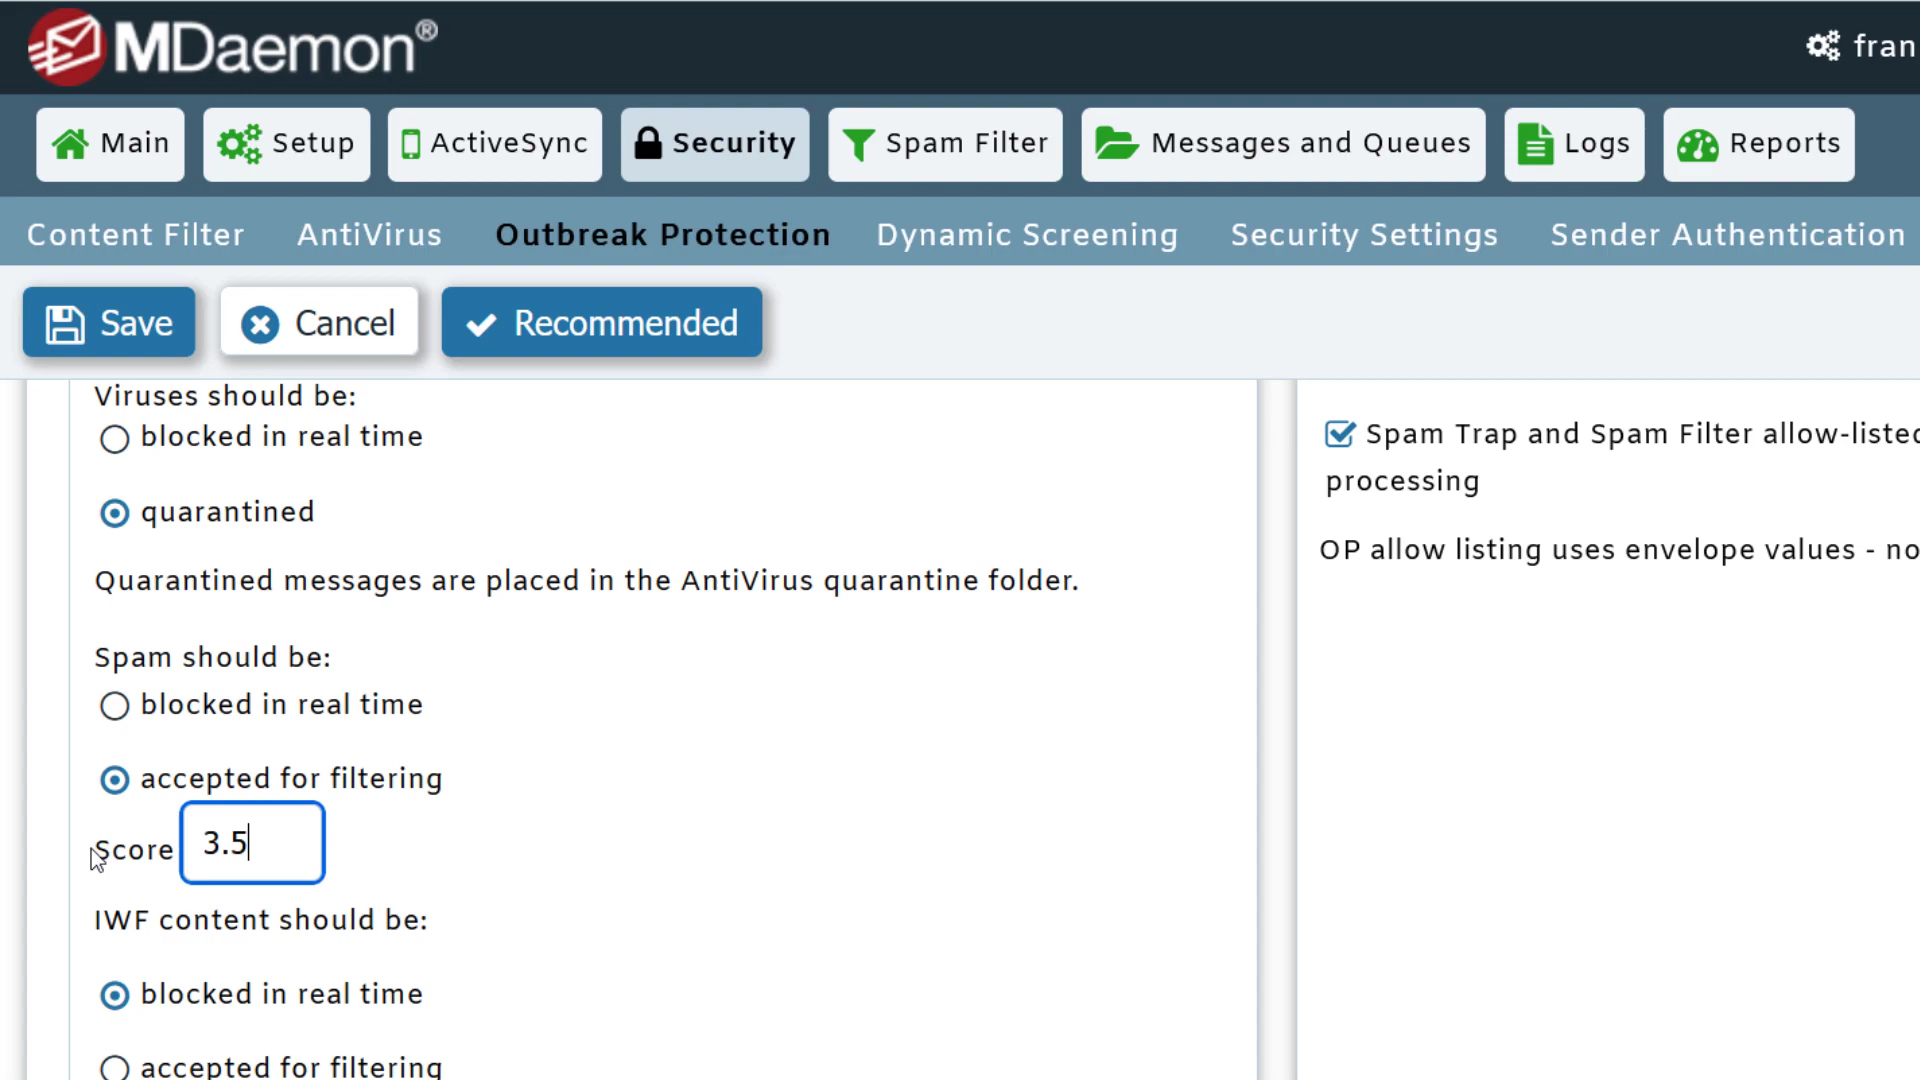 MDaemon®
fran
Main
Setup
ActiveSync
Security
Spam Filter
Messages and Queues
Logs
Reports
Content Filter
AntiVirus
Outbreak Protection
Dynamic Screening
Security Settings
Sender Authentication
Save
Cancel
Recommended
Viruses should be:
blocked in real time
quarantined
Quarantined messages are placed in the AntiVirus quarantine folder.
Spam should be:
blocked in real time
accepted for filtering
Score 3.5
IWF content should be:
blocked in real time
accepted for filtering
Spam Trap and Spam Filter allow-listed
processing
OP allow listing uses envelope values - no